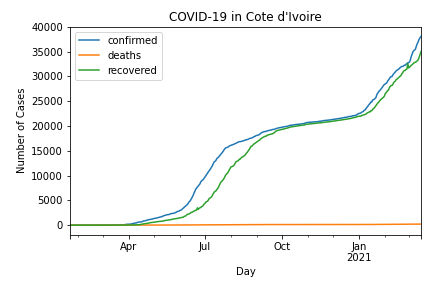 COVID-19 in Cote d'Ivoire
40000
35000
30000
25000
20000
15000
10000
5000
0
Number of Cases
confirmed
deaths
recovered
Apr
Jul
Oct
Jan
2021
Day